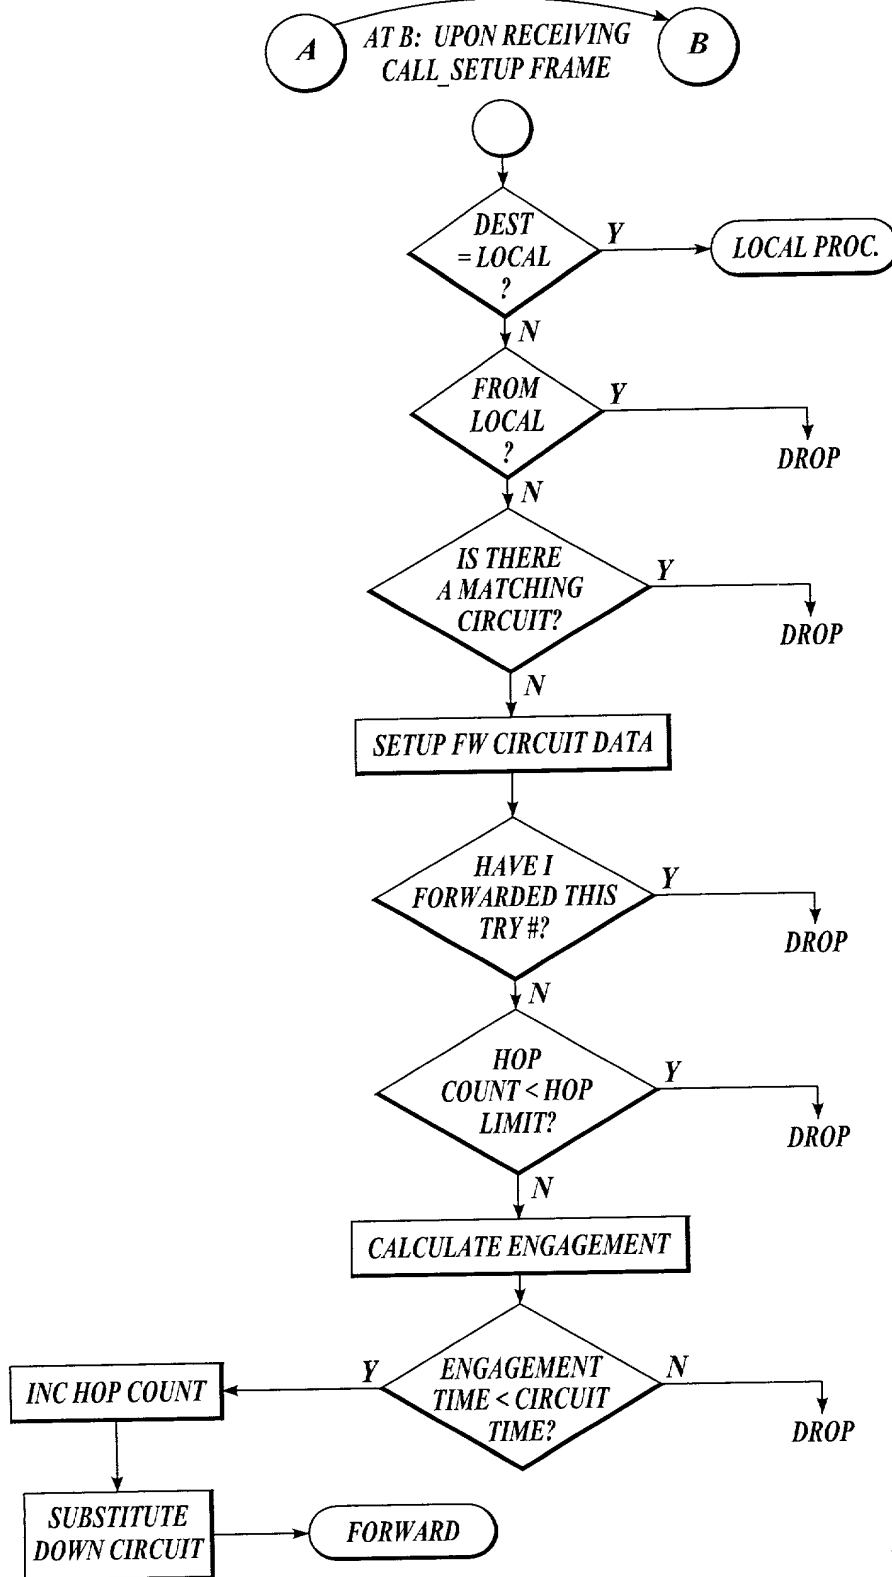 A
AT B: UPON RECEIVING
CALL_SETUP FRAME
B
DEST
= LOCAL
?
Y
LOCAL PROC.
N
FROM
LOCAL
?
Y
DROP
N
IS THERE
A MATCHING
CIRCUIT?
Y
DROP
N
SETUP FW CIRCUIT DATA
HAVE I
FORWARDED THIS
TRY #?
Y
DROP
N
HOP
COUNT < HOP
LIMIT?
Y
DROP
N
CALCULATE ENGAGEMENT
ENGAGEMENT
TIME < CIRCUIT
TIME?
N
DROP
Y
INC HOP COUNT
SUBSTITUTE
DOWN CIRCUIT
FORWARD